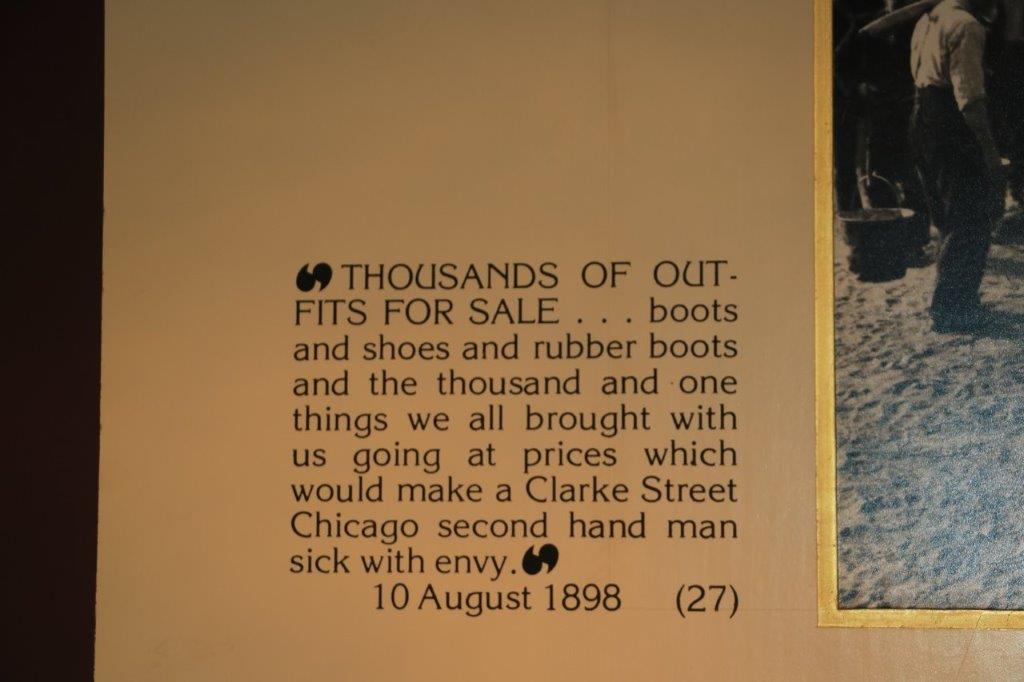 ❝THOUSANDS OF OUT-
FITS FOR SALE . . . boots
and shoes and rubber boots
and the thousand and one
things we all brought with
us going at prices which
would make a Clarke Street
Chicago second hand man
sick with envy.❞
10 August 1898 (27)